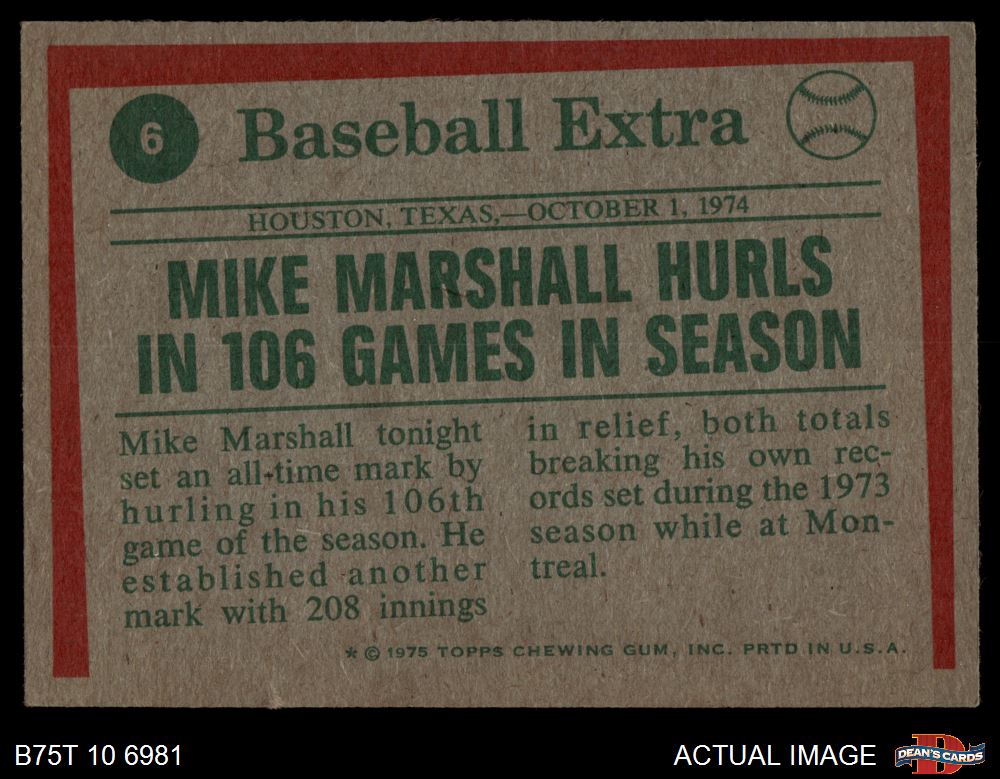 6
Baseball Extra
HOUSTON, TEXAS,—OCTOBER 1, 1974
MIKE MARSHALL HURLS
IN 106 GAMES IN SEASON
Mike Marshall tonight
set an all-time mark by
hurling in his 106th
game of the season. He
established another
mark with 208 innings
in relief, both totals
breaking his own rec-
ords set during the 1973
season while at Mon-
treal.
* © 1975 TOPPS CHEWING GUM, INC. PRTD. IN U.S.A.
B75T 10 6981
ACTUAL IMAGE
DEAN'S CARDS